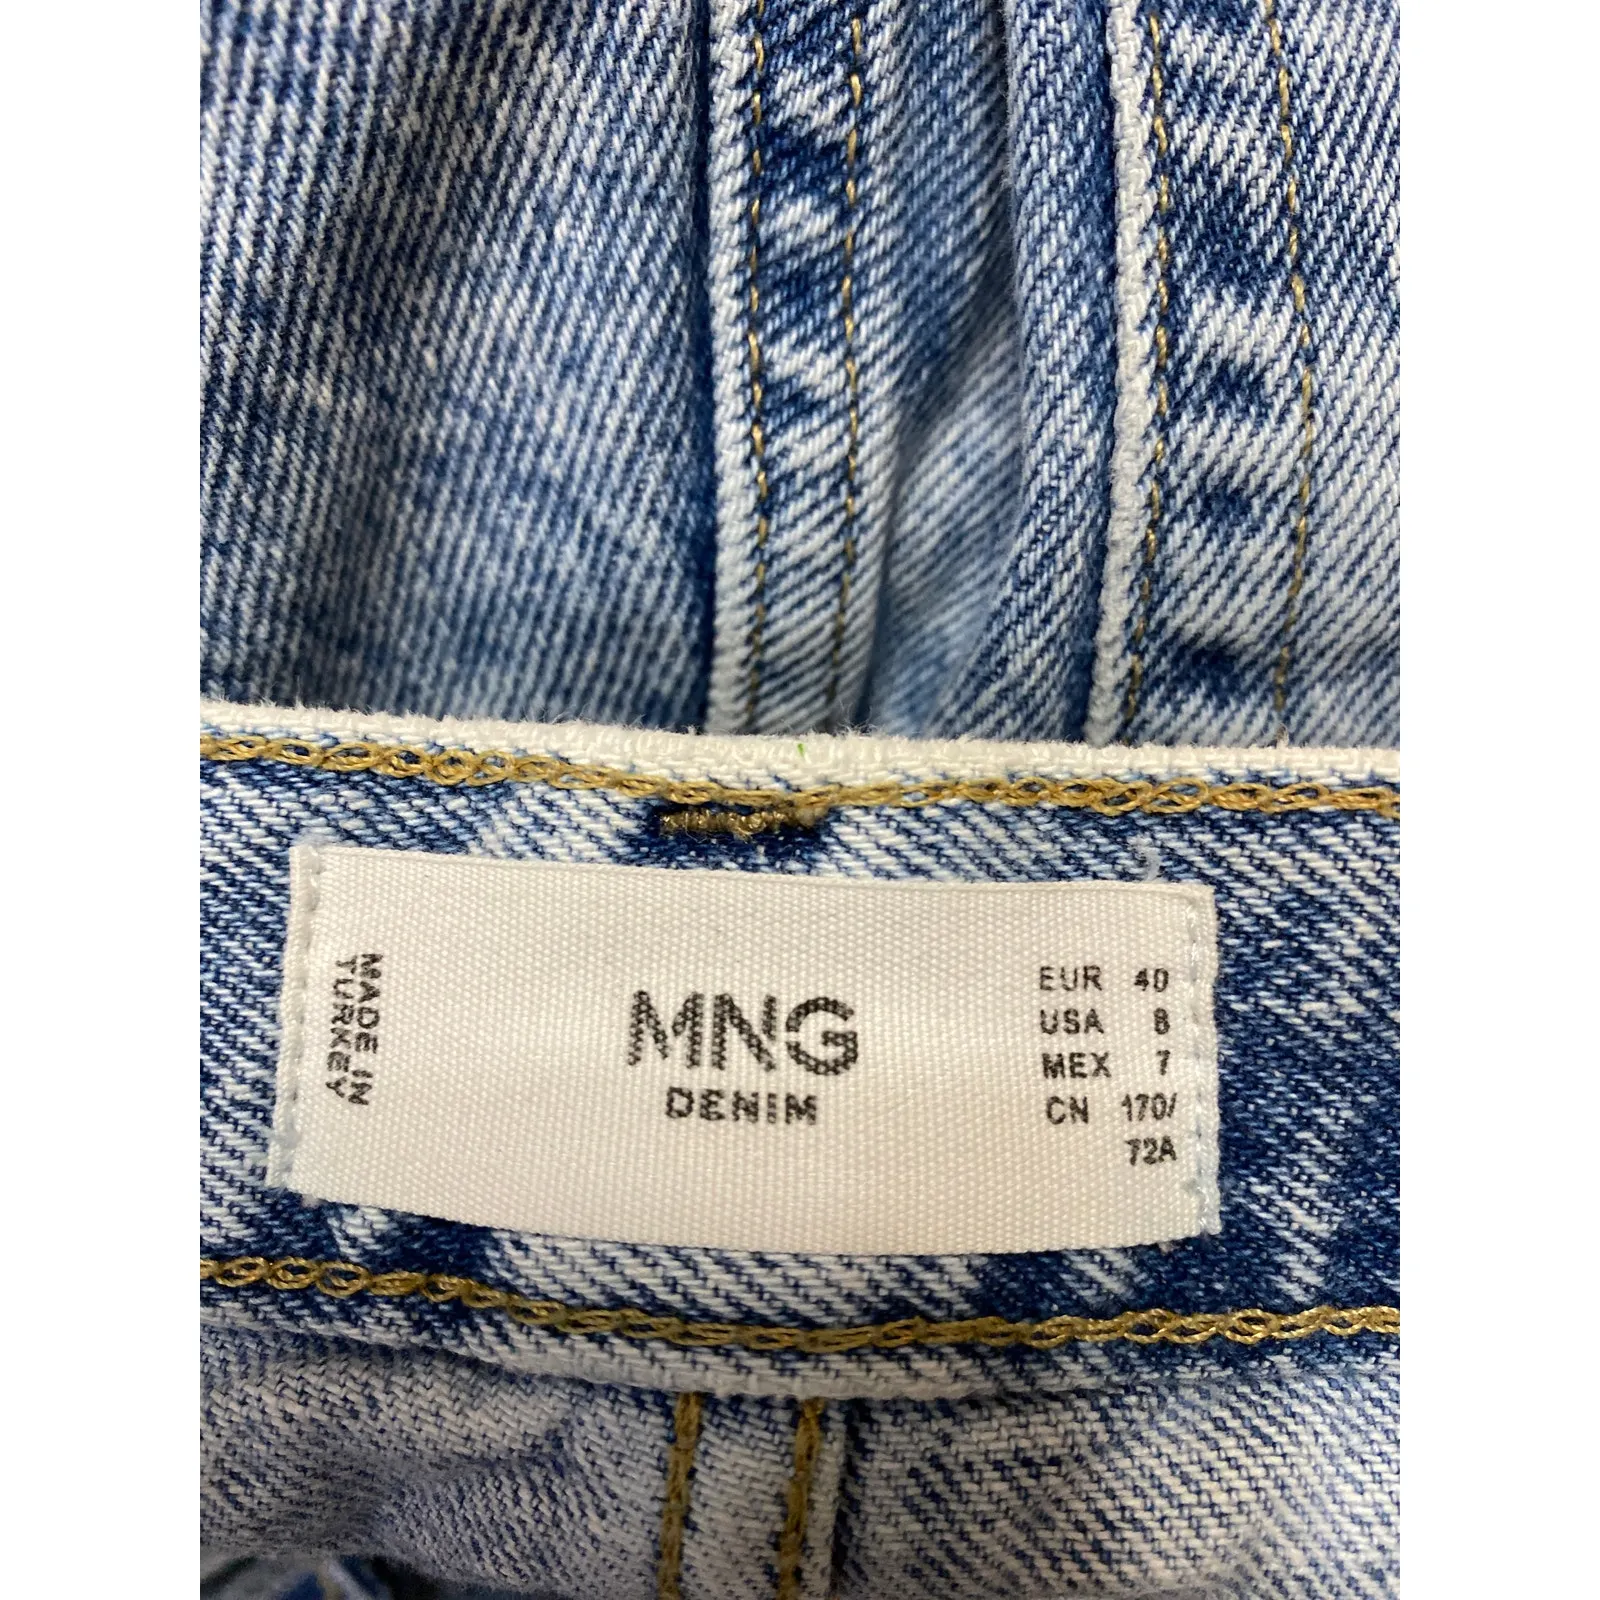 MADE IN
TURKEY
MNG
DENIM
EUR 40
USA 8
MEX 7
CN 170/
72A